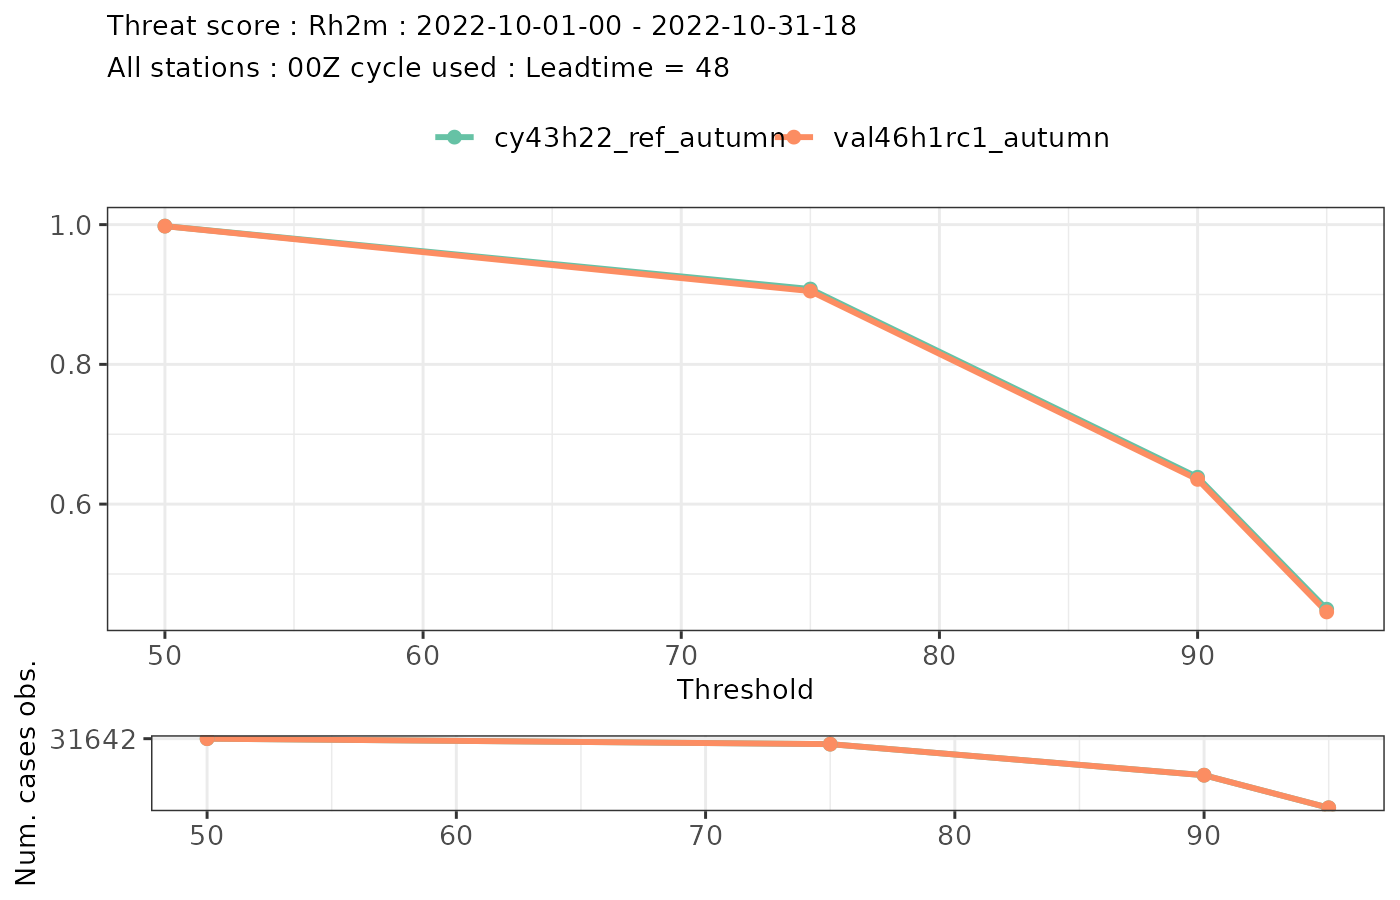 Threat score : Rh2m : 2022-10-01-00 - 2022-10-31-18
All stations : 00Z cycle used : Leadtime = 48
cy43h22_ref_autumn val46h1rc1_autumn
1.0
0.8
0.6
50 60 70 80 90
Threshold
Num. cases obs.
31642
50 60 70 80 90